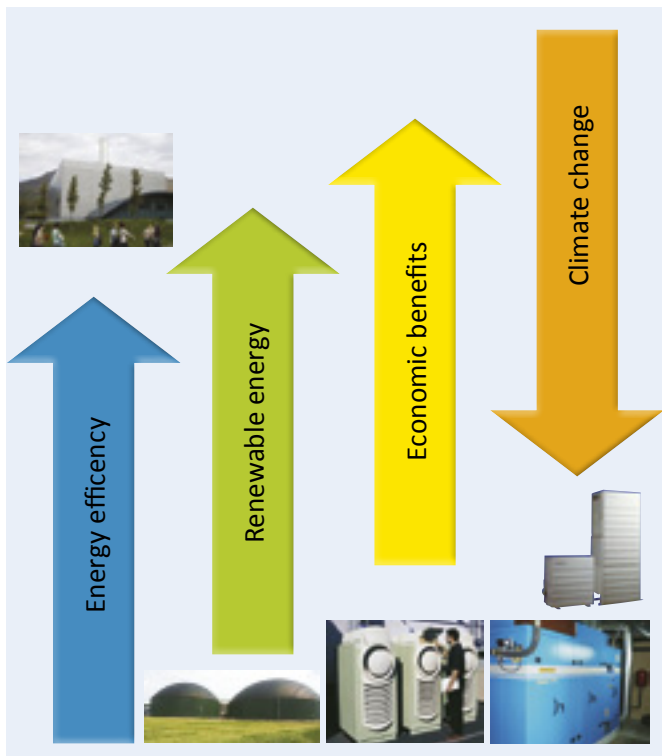 Energy efficency
Renewable energy
Economic benefits
Climate change